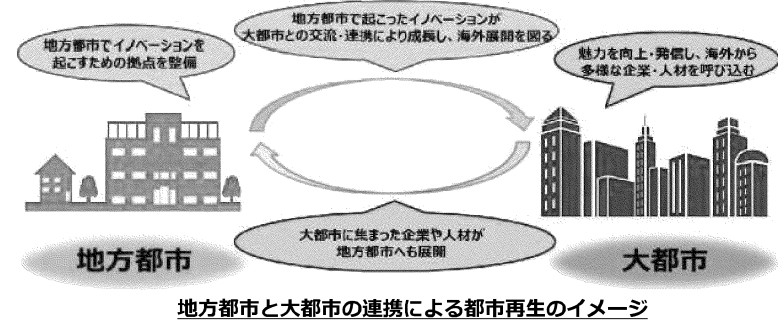 地方都市で起こったイノベーションが
大都市との交流・連携により成長し、海外展開を図る
地方都市でイノベーションを
起こすための拠点を整備
魅力を向上・発信し、海外から
多様な企業・人材を呼び込む
大都市に集まった企業や人材が
地方都市へも展開
地方都市
大都市
地方都市と大都市の連携による都市再生のイメージ